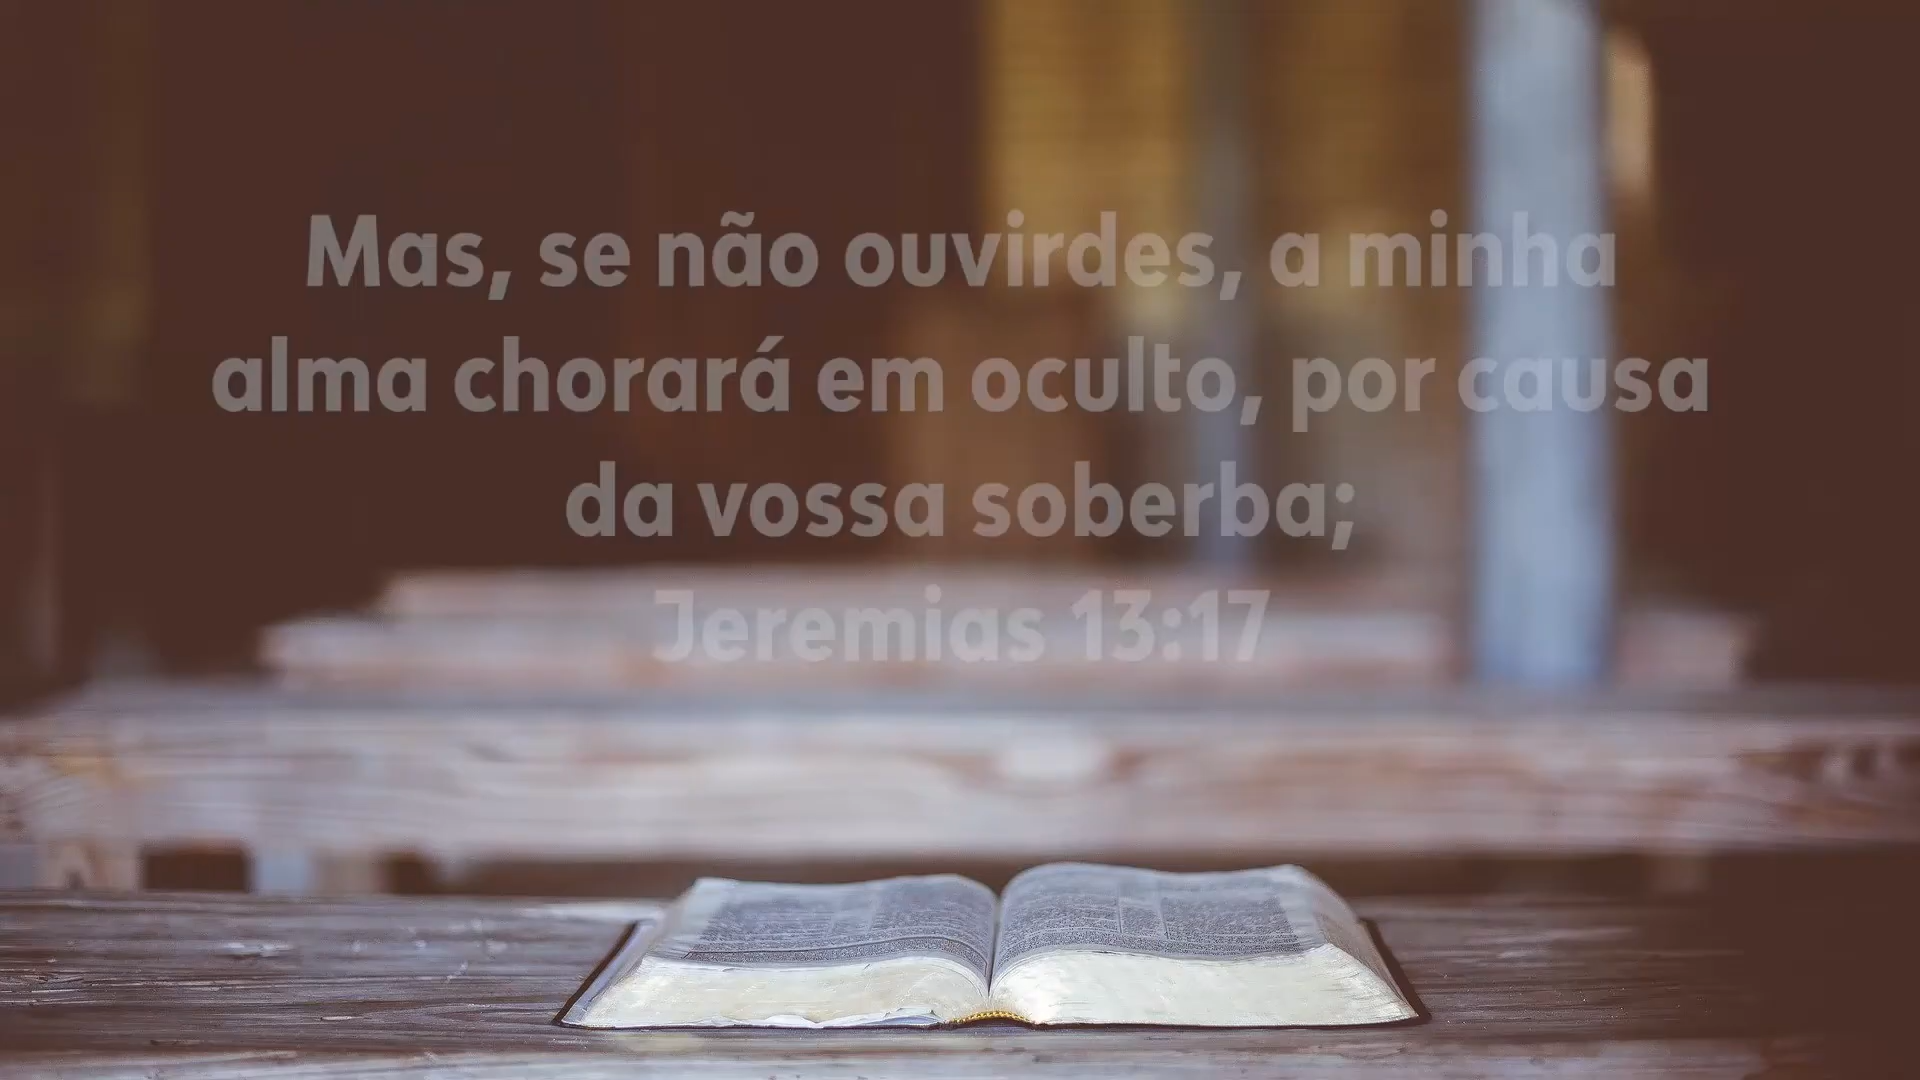 Mas, se não ouvirdes, a minha
alma chorará em oculto, por causa
da vossa soberba;
Jeremias 13:17